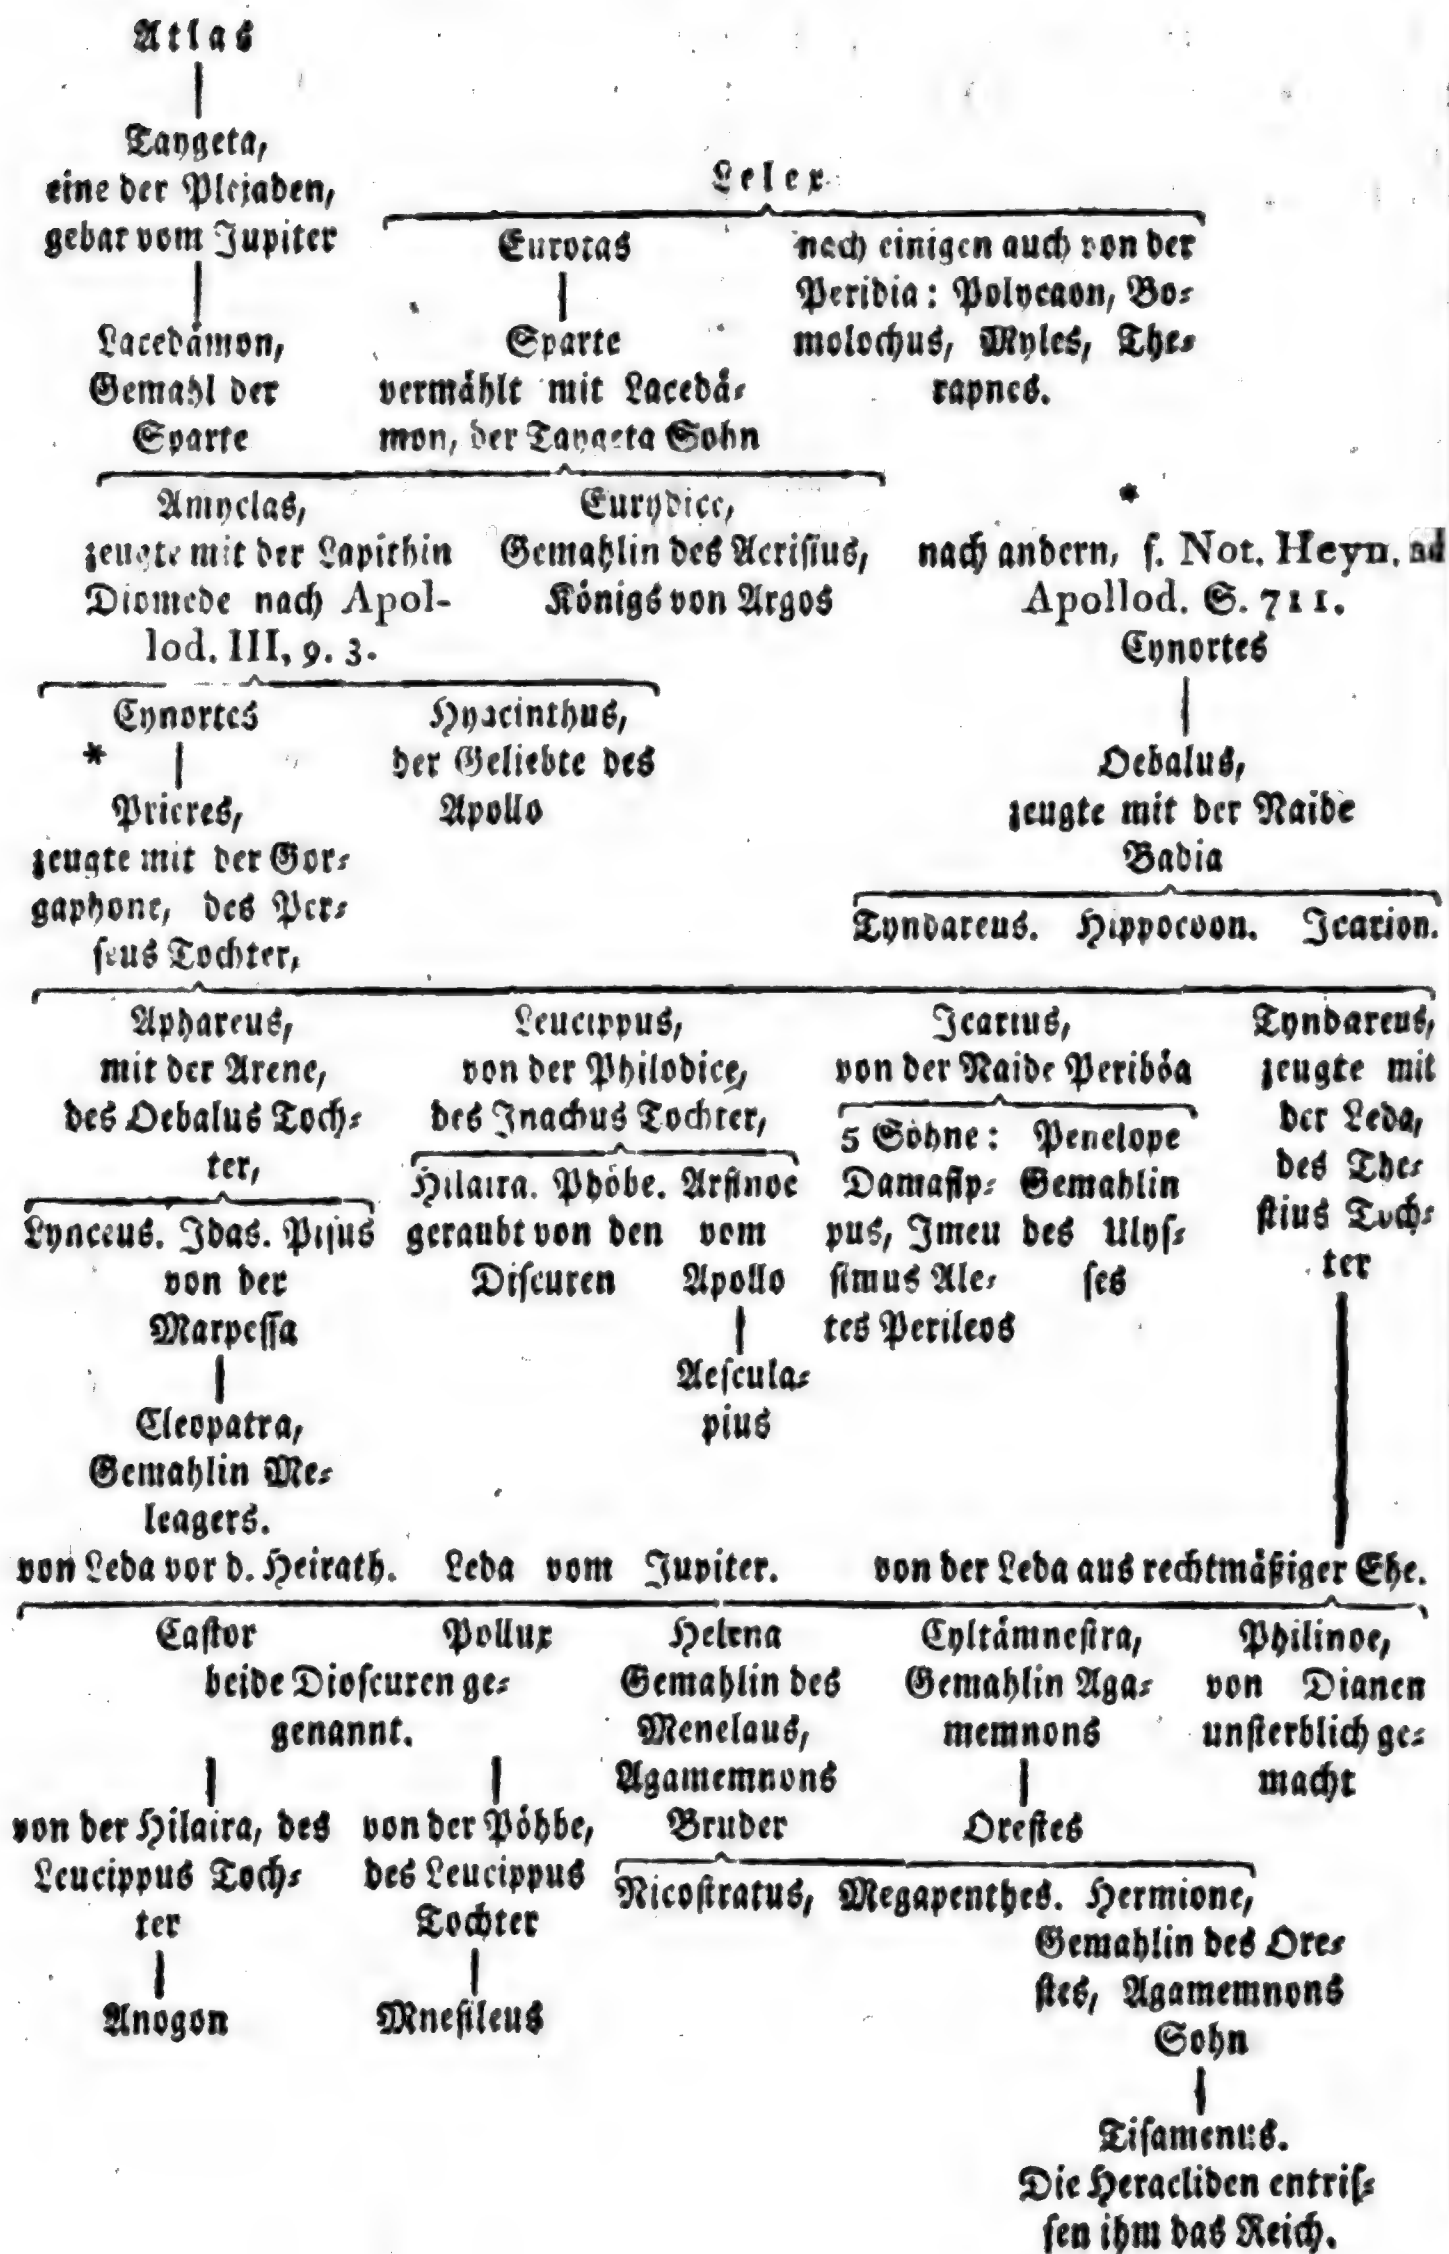 Atlas
Taygeta,
eine der Plejaden,
gebar vom Jupiter
Lacedämon,
Gemahl der
Sparte
Lelex
Eurotas
Sparte
vermählt mit Lacedä-
mon, der Taygeta Sohn
nach einigen auch von der
Peridia: Polycaon, Bo-
molochus, Myles, The-
rapnes.
Amyclas,
zeugte mit der Lapithin
Diomede nach Apol-
lod. III, 9. 3.
Eurydice,
Gemahlin des Acrisius,
Königs von Argos
*
nach andern, s. Not. Heyn. ad
Apollod. S. 711.
Cynortes
Oebalus,
zeugte mit der Naide
Badia
Tyndareus. Hippocoon. Icarion.
Cynortes
*
Prieres,
zeugte mit der Gor-
gaphone, des Per-
seus Tochter,
Hyacinthus,
der Geliebte des
Apollo
Aphareus,
mit der Arene,
des Oebalus Toch-
ter,
Lynceus. Idas. Pisus
von der
Marpessa
Cleopatra,
Gemahlin Me-
leagers.
Leucippus,
von der Philodice,
des Inachus Tochter,
Hilaira. Phöbe. Arsinoe
geraubt von den vom
Discuren Apollo
Aescula-
pius
Icarius,
von der Naide Periböa
5 Söhne: Penelope
Damasip- Gemahlin
pus, Imeu des Ulys-
simus Ale- ses
tes Perileos
Tyndareus,
zeugte mit
der Leda,
des The-
stius Toch-
ter
von Leda vor d. Heirath. Leda vom Jupiter. von der Leda aus rechtmäßiger Ehe.
Castor Pollux
beide Dioscuren ge-
genannt.
von der Hilaira, des
Leucippus Toch-
ter
Anogon
von der Pöhbe,
des Leucippus
Tochter
Mnesileus
Helena
Gemahlin des
Menelaus,
Agamemnons
Bruder
Cyltämnestra,
Gemahlin Aga-
memnons
Orestes
Philinoe,
von Dianen
unsterblich ge-
macht
Nicostratus, Megapenthes. Hermione,
Gemahlin des Ore-
stes, Agamemnons
Sohn
Tisamenus.
Die Heracliden entris-
sen ihm das Reich.